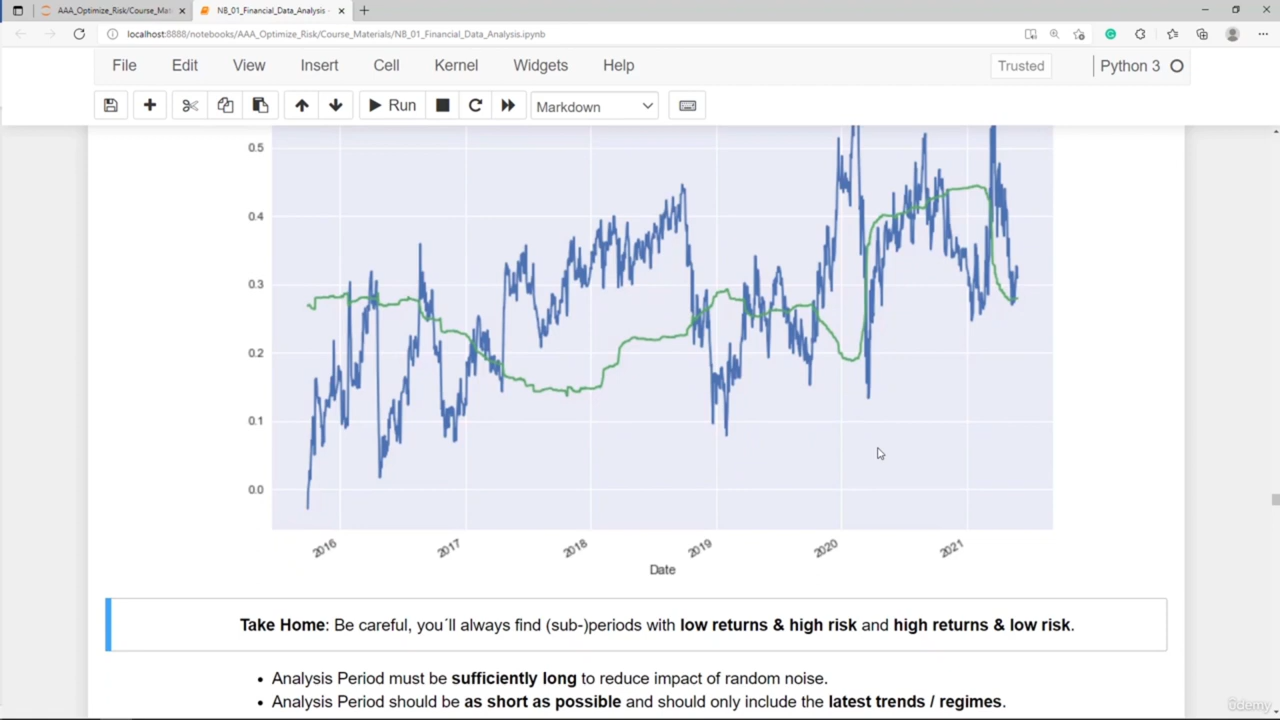 AAA_Optimize_Risk/Course_Mat
NB_01_Financial_Data_Analysis -
localhost:8888/notebooks/AAA_Optimize_Risk/Course_Materials/NB_01_Financial_Data_Analysis.ipynb
File Edit View Insert Cell Kernel Widgets Help Trusted Python 3
Run Markdown
0.5
0.4
0.3
0.2
0.1
0.0
2016 2017 2018 2019 2020 2021
Date
Take Home: Be careful, you´ll always find (sub-)periods with low returns & high risk and high returns & low risk.
• Analysis Period must be sufficiently long to reduce impact of random noise.
• Analysis Period should be as short as possible and should only include the latest trends / regimes.
ûdemy